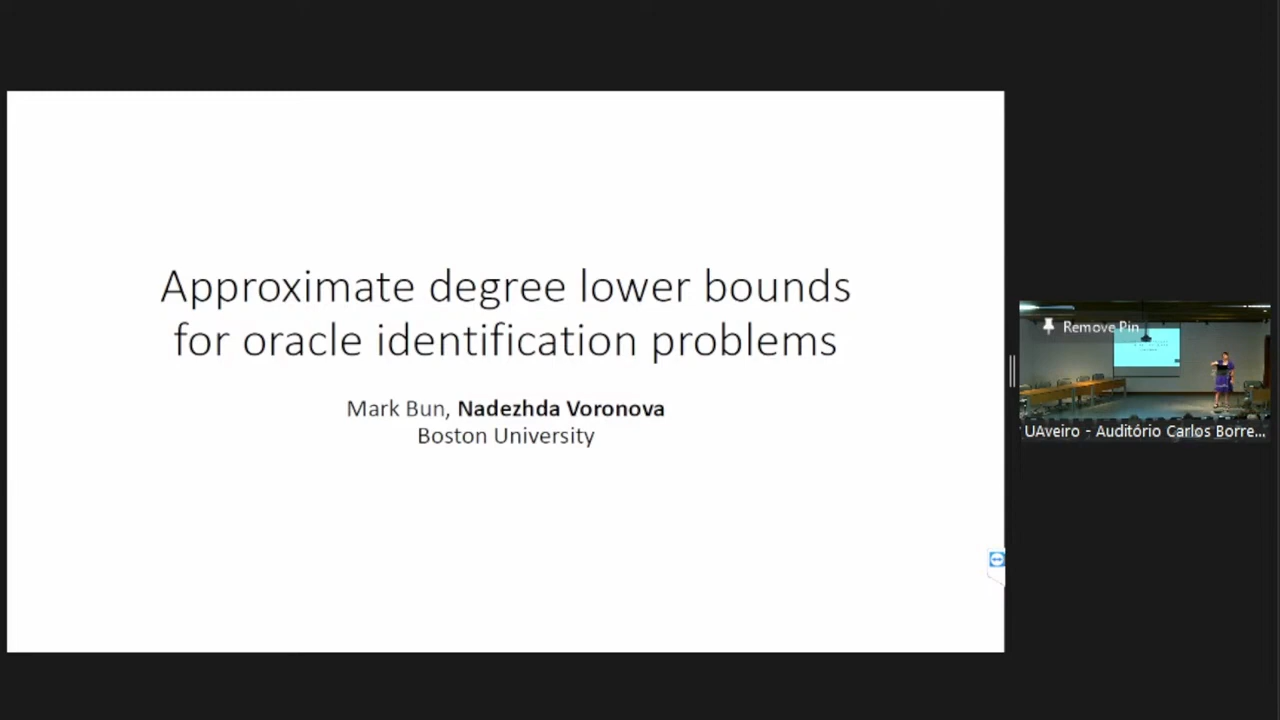 Approximate degree lower bounds
for oracle identification problems
Mark Bun, Nadezhda Voronova
Boston University
Remove Pin
UAveiro - Auditório Carlos Borre...